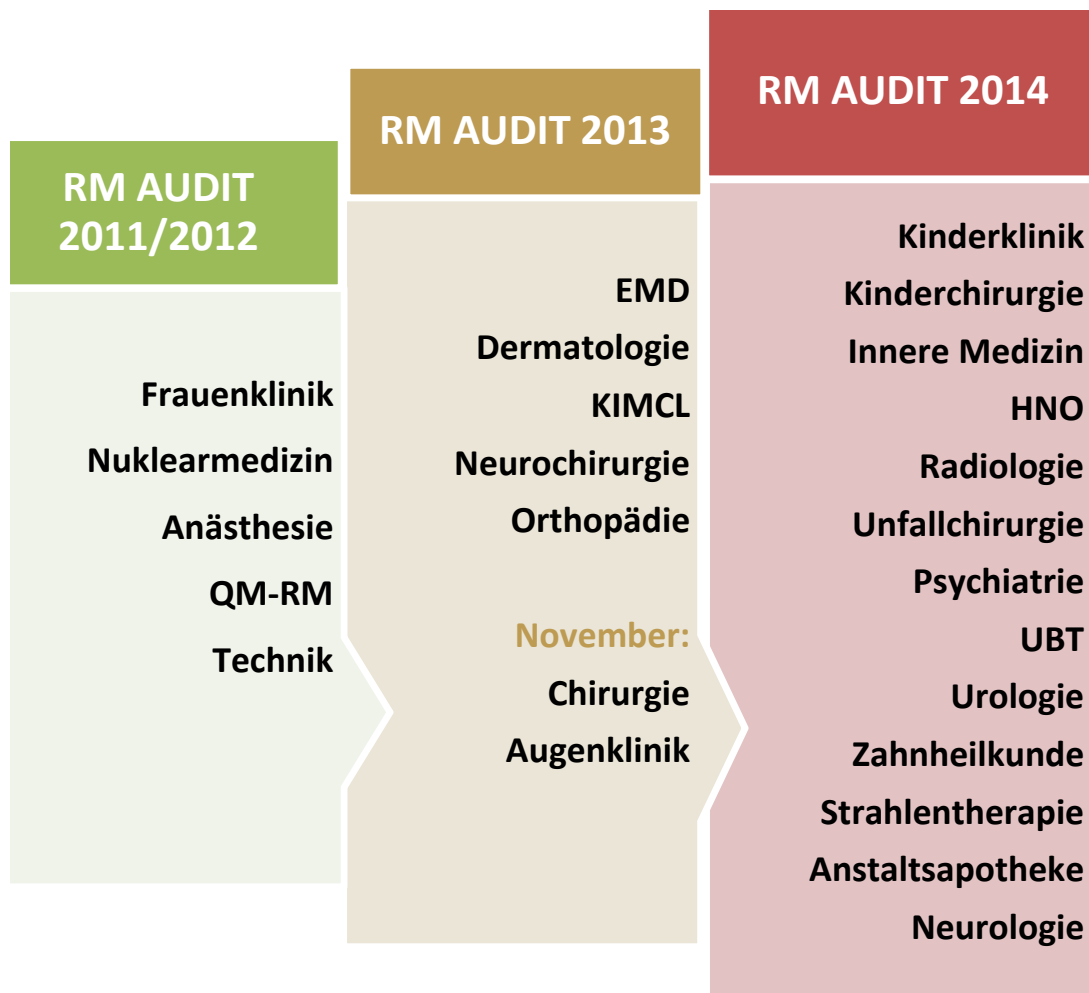 RM AUDIT
2011/2012
Frauenklinik
Nuklearmedizin
Anästhesie
QM-RM
Technik
RM AUDIT 2013
EMD
Dermatologie
KIMCL
Neurochirurgie
Orthopädie
November:
Chirurgie
Augenklinik
RM AUDIT 2014
Kinderklinik
Kinderchirurgie
Innere Medizin
HNO
Radiologie
Unfallchirurgie
Psychiatrie
UBT
Urologie
Zahnheilkunde
Strahlentherapie
Anstaltsapotheke
Neurologie